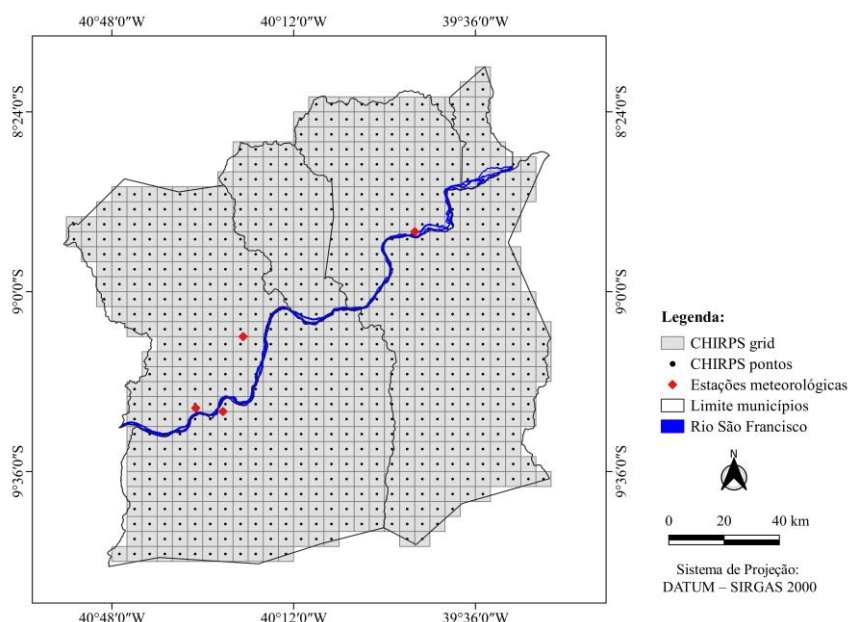 40°48′0″W 40°12′0″W 39°36′0″W
8°24′0″S 8°24′0″S
9°0′0″S 9°0′0″S
9°36′0″S 9°36′0″S
40°48′0″W 40°12′0″W 39°36′0″W
Legenda:
CHIRPS grid
CHIRPS pontos
Estações meteorológicas
Limite municípios
Rio São Francisco
N
0 20 40 km
Sistema de Projeção:
DATUM – SIRGAS 2000